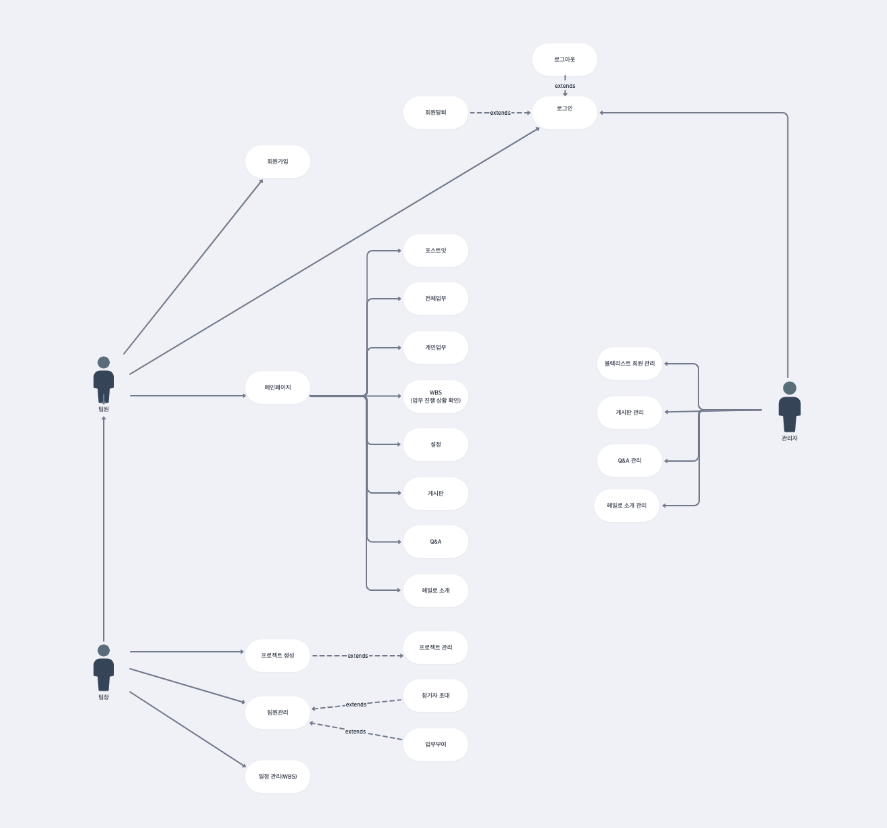 로그아웃
extends
회원탈퇴
extends
로그인
회원가입
포스트잇
전체업무
개인업무
메인페이지
WBS
(업무 진행 상황 확인)
설정
게시판
Q&A
헤일로 소개
팀원
블랙리스트 회원 관리
게시판 관리
Q&A 관리
헤일로 소개 관리
관리자
프로젝트 생성
extends
프로젝트 관리
팀장
팀원관리
extends
참가자 초대
extends
업무부여
일정 관리(WBS)